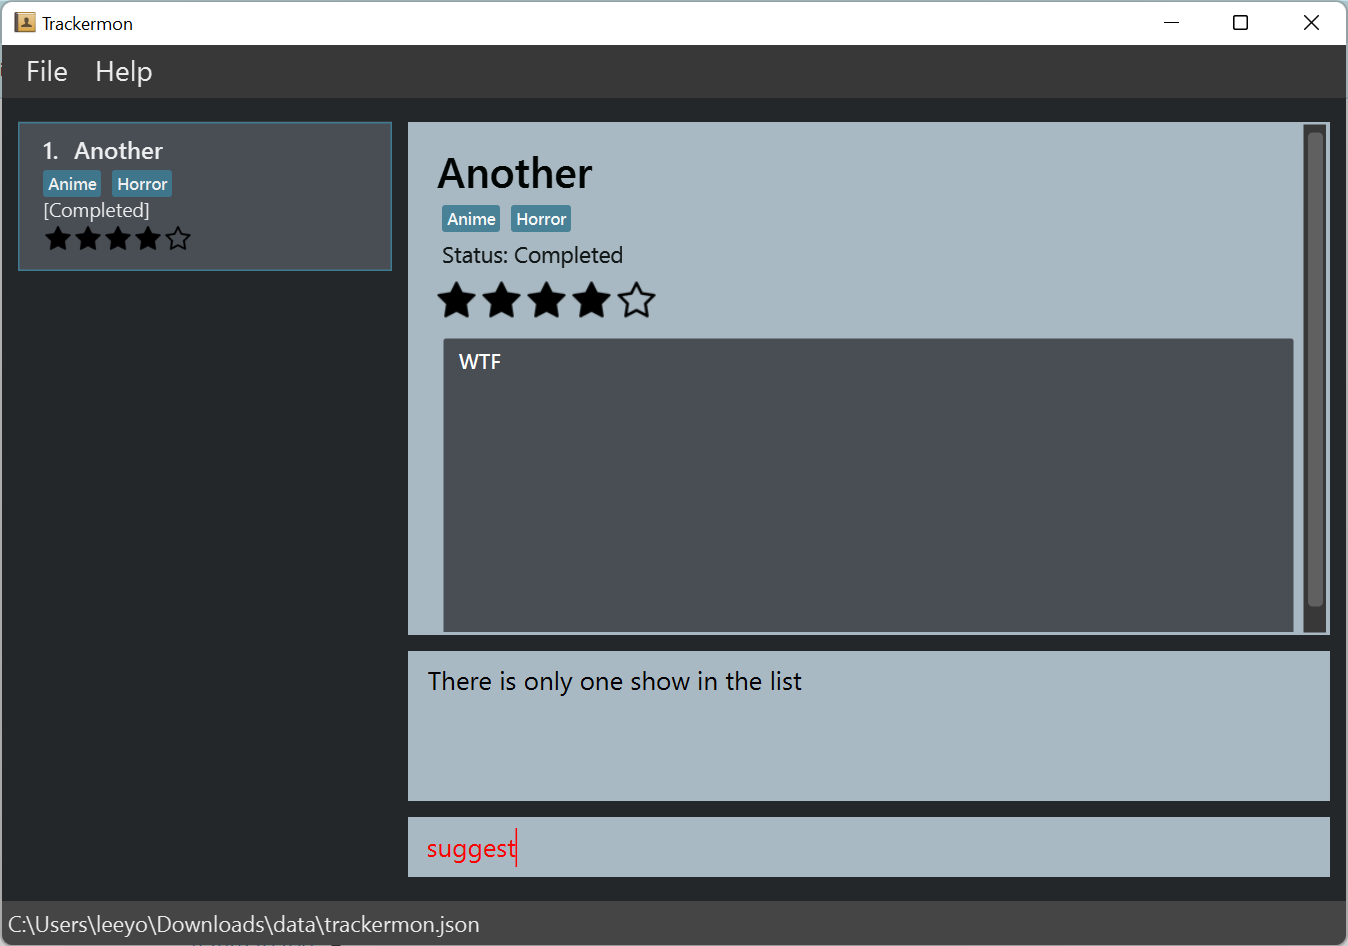 Trackermon
File Help
1. Another
Anime Horror
[Completed]
Another
Anime Horror
Status: Completed
WTF
There is only one show in the list
suggest
C:\Users\leeyo\Downloads\data\trackermon.json